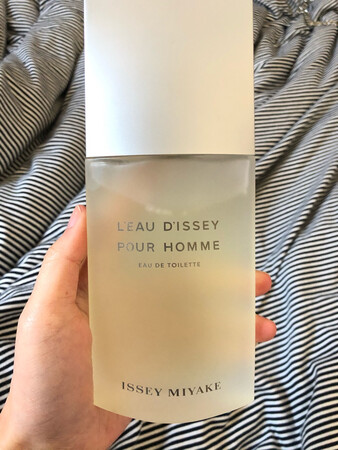 L'EAU D'ISSEY
POUR HOMME
EAU DE TOILETTE
ISSEY MIYAKE